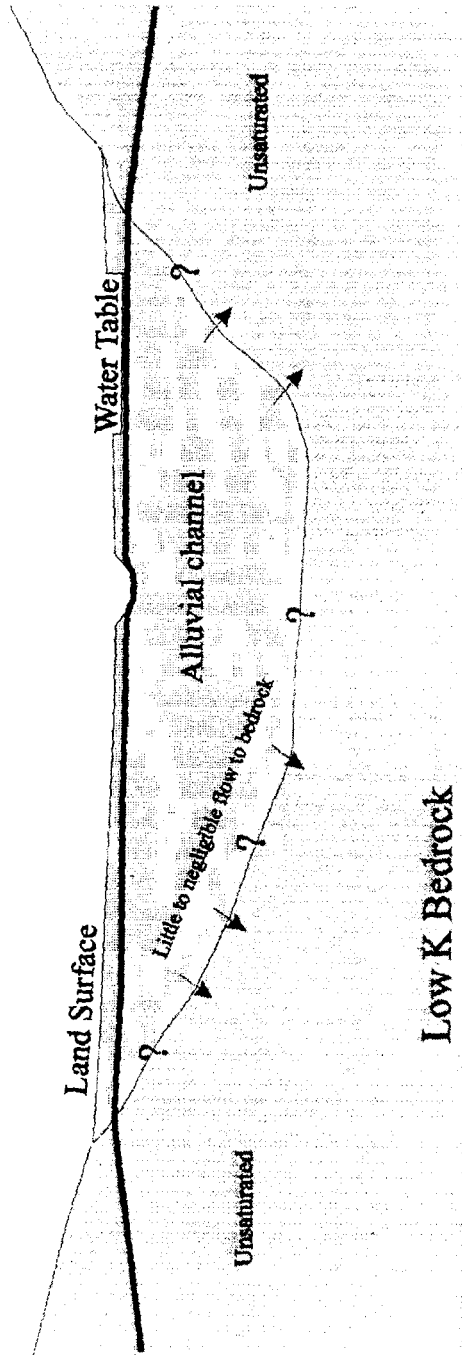 Land Surface
Water Table
Alluvial channel
Little to negligible flow to bedrock
Unsaturated
Unsaturated
Low K Bedrock
?
?
?
?